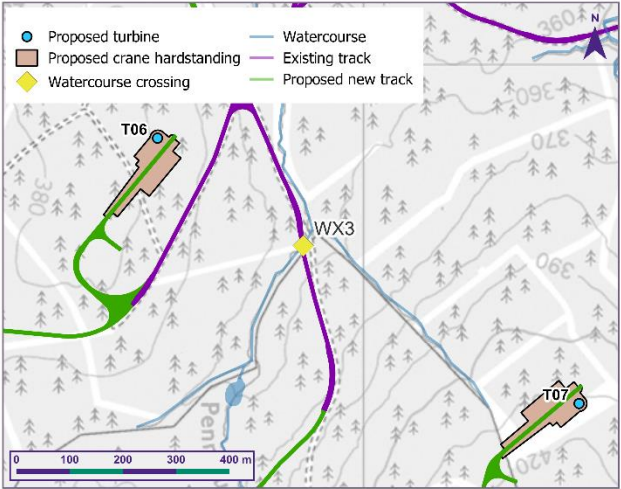 Proposed turbine
Proposed crane hardstanding
Watercourse crossing
Watercourse
Existing track
Proposed new track
N
360
360
370
T06
380
WX3
390
T07
420
0 100 200 300 400 m